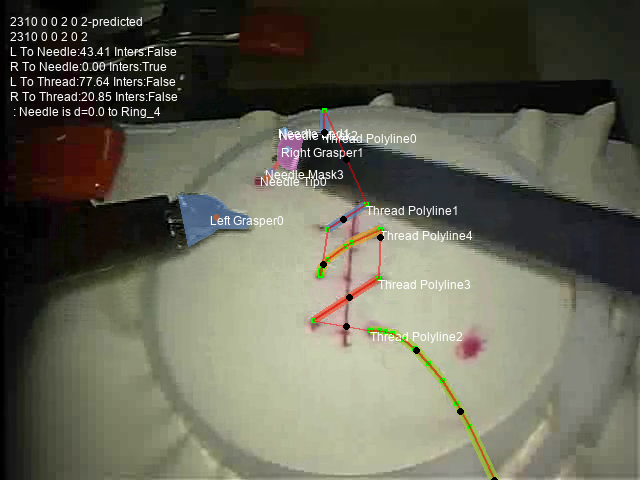 2310 0 0 2 0 2-predicted
2310 0 0 2 0 2
L To Needle:43.41 Inters:False
R To Needle:0.00 Inters:True
L To Thread:77.64 Inters:False
R To Thread:20.85 Inters:False
: Needle is d=0.0 to Ring_4
Thread Polyline0
Right Grasper1
Needle Mask3
Needle Tip0
Thread Polyline1
Left Grasper0
Thread Polyline4
Thread Polyline3
Thread Polyline2